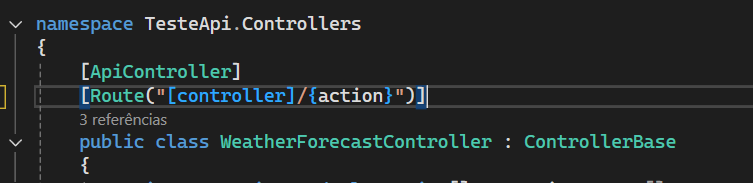 namespace TesteApi.Controllers
{
[ApiController]
[Route("[controller]/{action}")]
3 referências
public class WeatherForecastController : ControllerBase
{